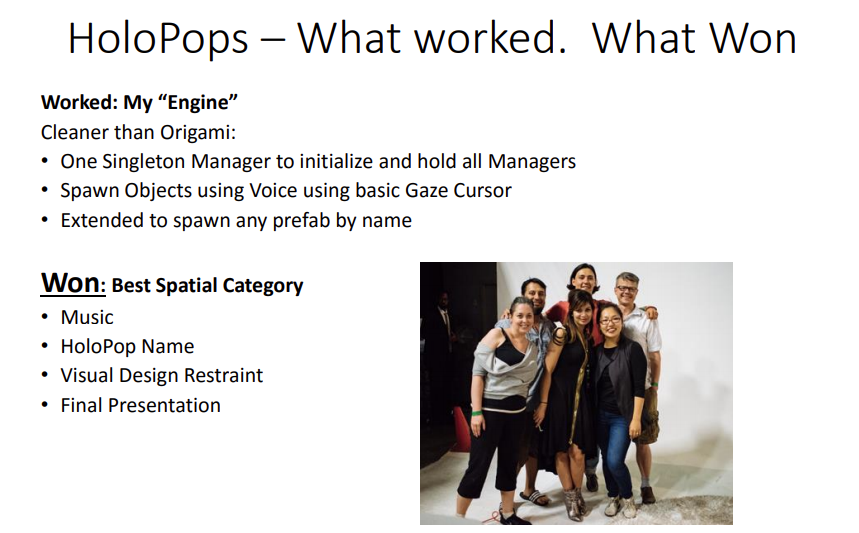 HoloPops – What worked.  What Won
Worked: My “Engine”
Cleaner than Origami:
• One Singleton Manager to initialize and hold all Managers
• Spawn Objects using Voice using basic Gaze Cursor
• Extended to spawn any prefab by name
Won: Best Spatial Category
• Music
• HoloPop Name
• Visual Design Restraint
• Final Presentation